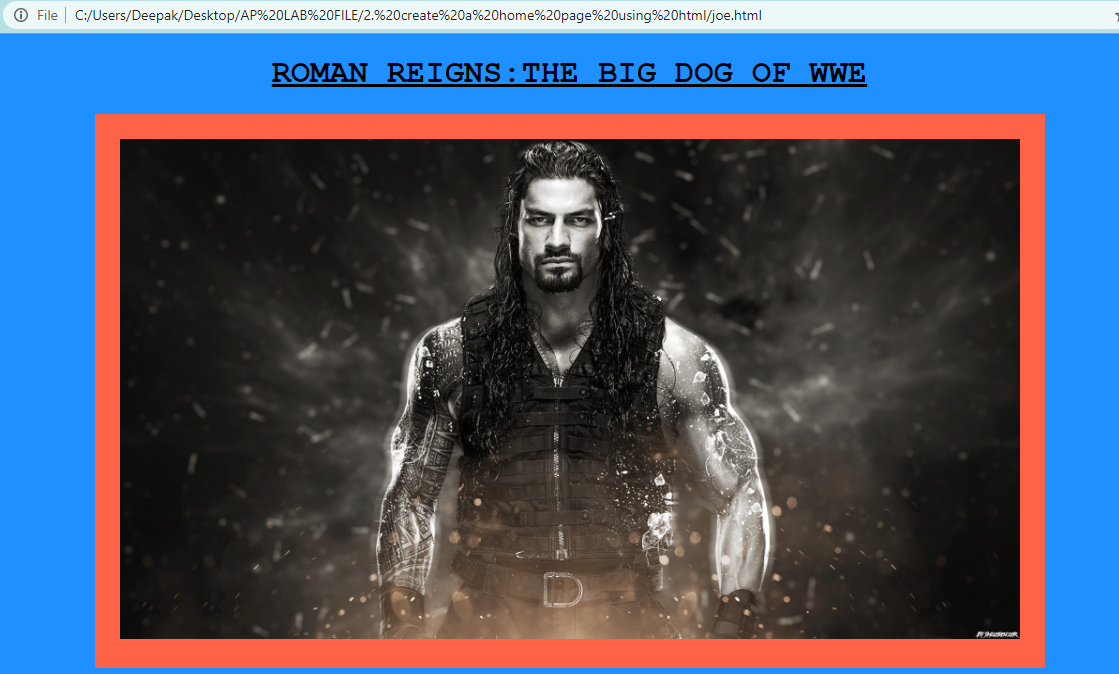 File
C:/Users/Deepak/Desktop/AP%20LAB%20FILE/2.%20create%20a%20home%20page%20using%20html/joe.html
ROMAN REIGNS:THE BIG DOG OF WWE